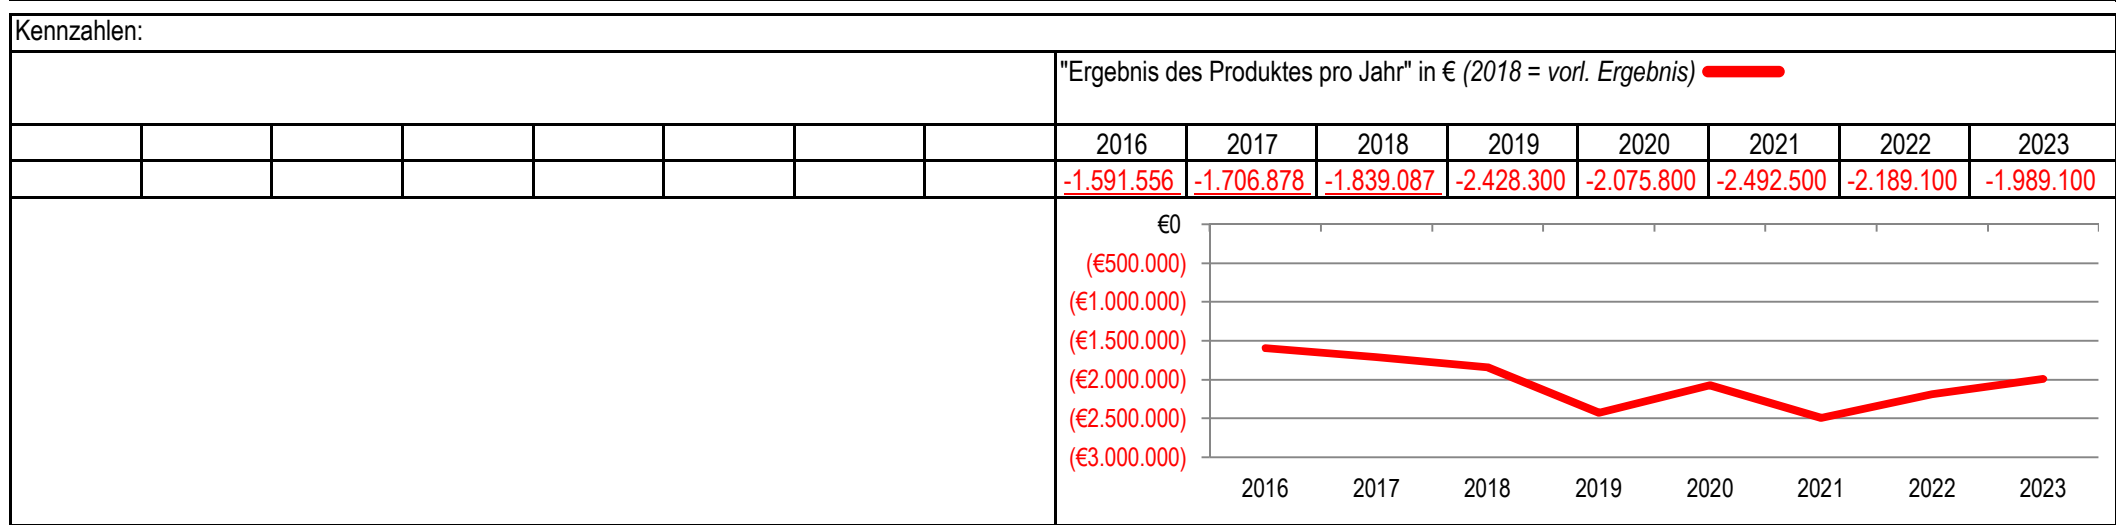 Kennzahlen:
"Ergebnis des Produktes pro Jahr" in € (2018 = vorl. Ergebnis)
2016 2017 2018 2019 2020 2021 2022 2023
-1.591.556 -1.706.878 -1.839.087 -2.428.300 -2.075.800 -2.492.500 -2.189.100 -1.989.100
€0
(€500.000)
(€1.000.000)
(€1.500.000)
(€2.000.000)
(€2.500.000)
(€3.000.000)
2016 2017 2018 2019 2020 2021 2022 2023